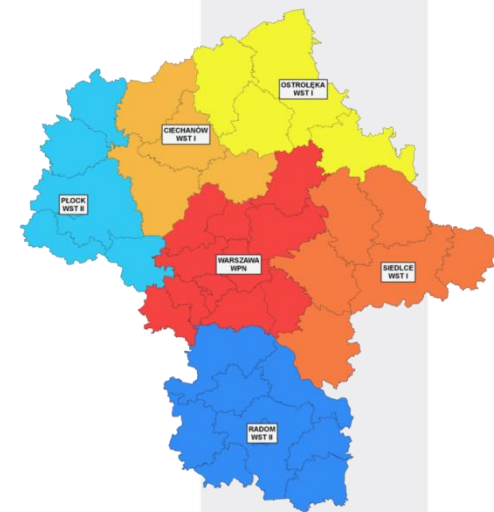 OSTROŁĘKA
WST I
CIECHANÓW
WST I
PŁOCK
WST II
WARSZAWA
WPN
SIEDLCE
WST I
RADOM
WST II